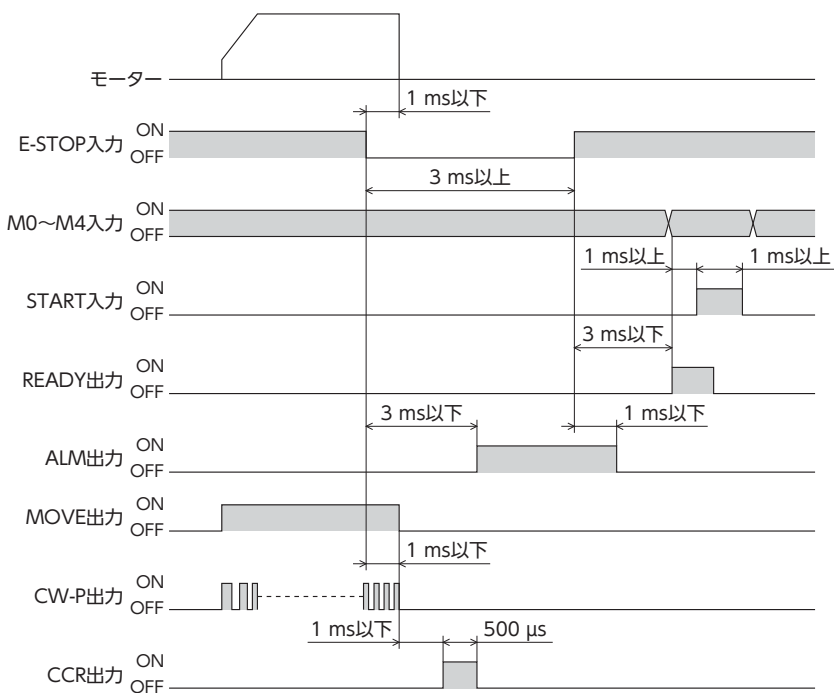 モーター
1 ms以下
E-STOP入力 ON
OFF
3 ms以上
M0～M4入力 ON
OFF
1 ms以上 1 ms以上
START入力 ON
OFF
3 ms以下
READY出力 ON
OFF
3 ms以下 1 ms以下
ALM出力 ON
OFF
MOVE出力 ON
OFF
1 ms以下
CW-P出力 ON
OFF
1 ms以下 500 µs
CCR出力 ON
OFF